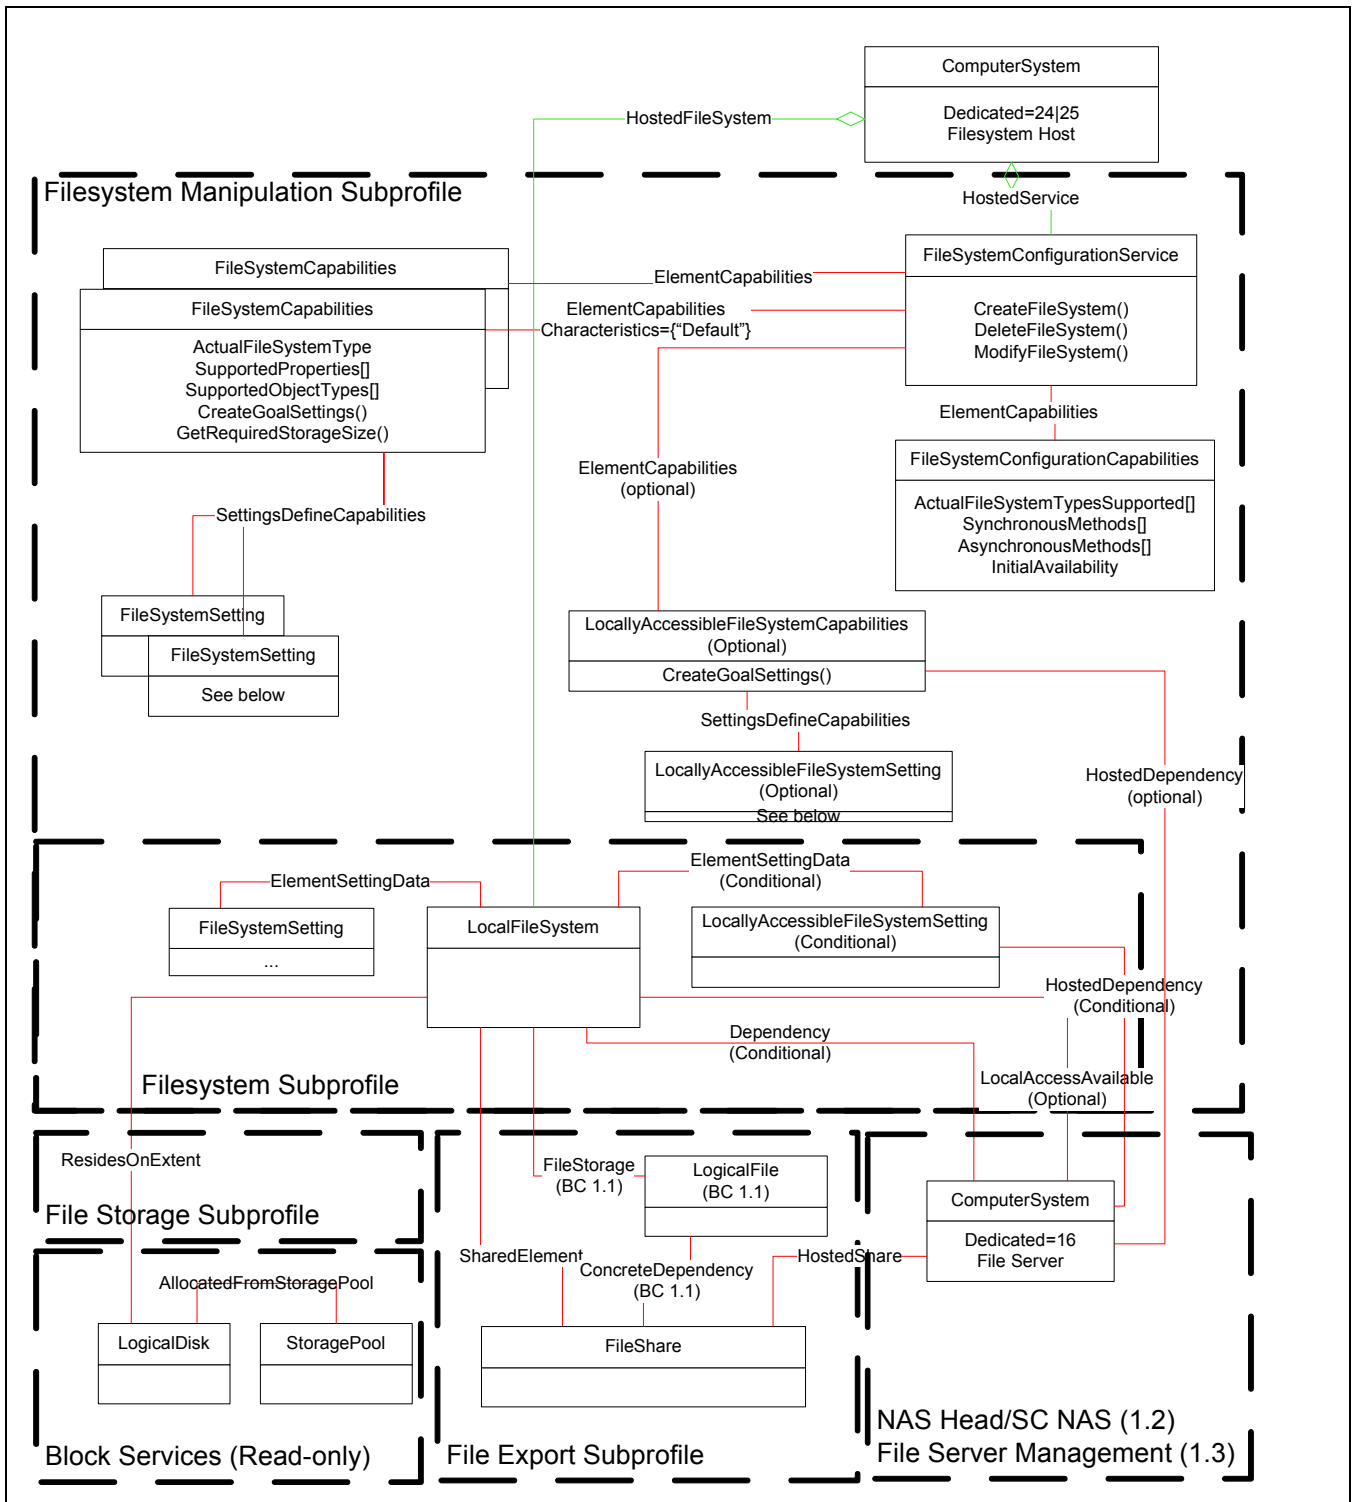 ComputerSystem
Dedicated=24|25
Filesystem Host
HostedFileSystem
Filesystem Manipulation Subprofile
HostedService
FileSystemCapabilities
FileSystemCapabilities
ActualFileSystemType
SupportedProperties[]
SupportedObjectTypes[]
CreateGoalSettings()
GetRequiredStorageSize()
ElementCapabilities
ElementCapabilities
Characteristics={“Default”}
FileSystemConfigurationService
CreateFileSystem()
DeleteFileSystem()
ModifyFileSystem()
ElementCapabilities
FileSystemConfigurationCapabilities
ActualFileSystemTypesSupported[]
SynchronousMethods[]
AsynchronousMethods[]
InitialAvailability
ElementCapabilities
(optional)
SettingsDefineCapabilities
FileSystemSetting
FileSystemSetting
See below
LocallyAccessibleFileSystemCapabilities
(Optional)
CreateGoalSettings()
SettingsDefineCapabilities
LocallyAccessibleFileSystemSetting
(Optional)
See below
HostedDependency
(optional)
ElementSettingData
FileSystemSetting
...
LocalFileSystem
ElementSettingData
(Conditional)
LocallyAccessibleFileSystemSetting
(Conditional)
HostedDependency
(Conditional)
Dependency
(Conditional)
LocalAccessAvailable
(Optional)
Filesystem Subprofile
ResidesOnExtent
File Storage Subprofile
FileStorage
(BC 1.1)
LogicalFile
(BC 1.1)
SharedElement
ConcreteDependency
(BC 1.1)
HostedShare
ComputerSystem
Dedicated=16
File Server
AllocatedFromStoragePool
LogicalDisk
StoragePool
FileShare
Block Services (Read-only)
File Export Subprofile
NAS Head/SC NAS (1.2)
File Server Management (1.3)